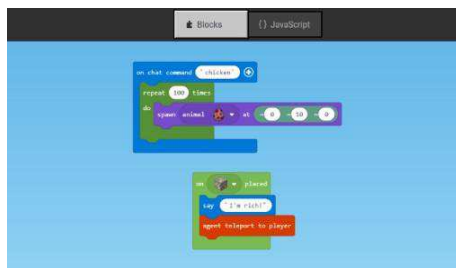 Blocks
{} JavaScript
on chat command "chicken"
repeat 100 times
do
spawn animal at ~ 0 ~ 50 ~ 0
on placed
say "I'm rich!"
agent teleport to player